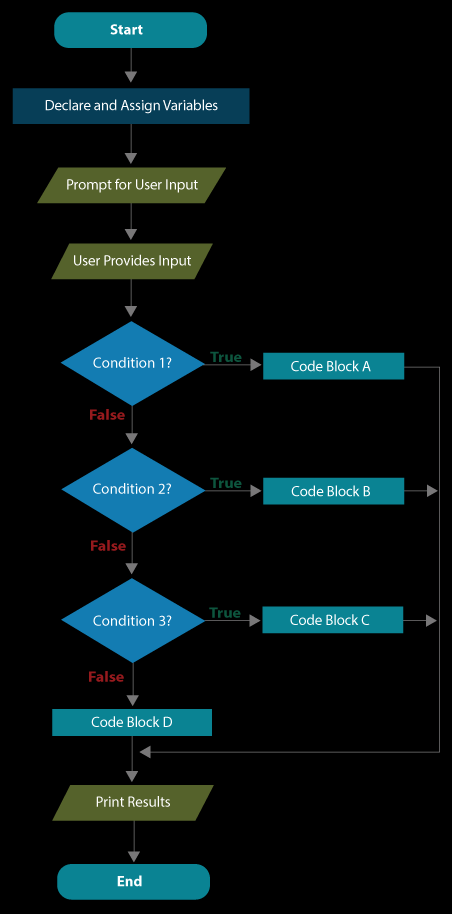 Start
Declare and Assign Variables
Prompt for User Input
User Provides Input
Condition 1?
True
Code Block A
False
Condition 2?
True
Code Block B
False
Condition 3?
True
Code Block C
False
Code Block D
Print Results
End